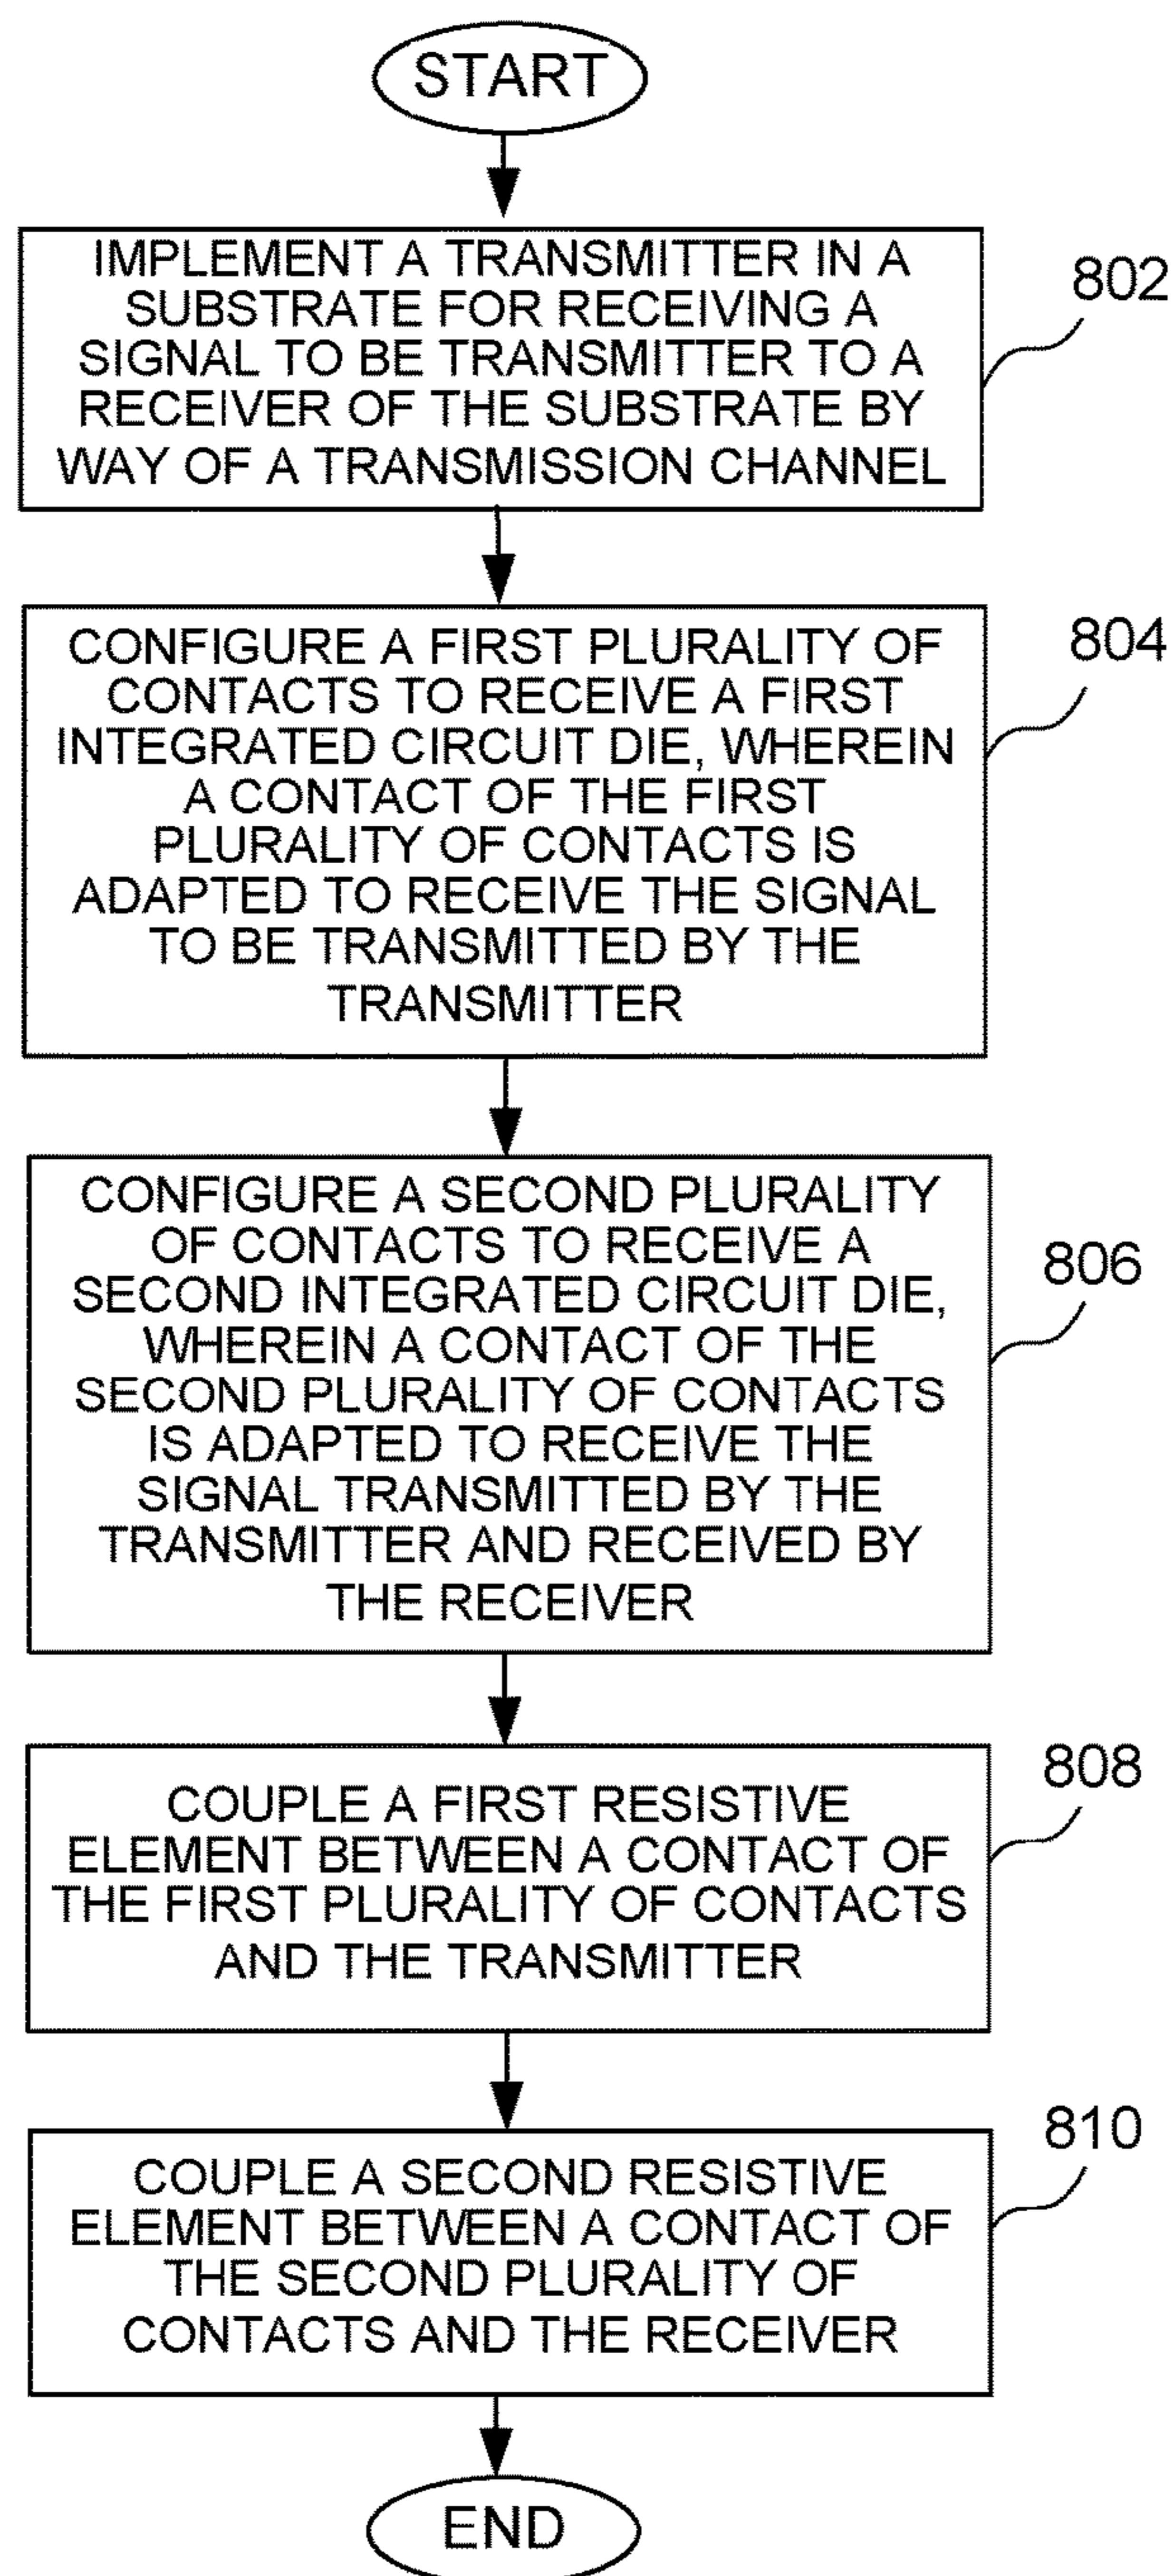 START
IMPLEMENT A TRANSMITTER IN A
SUBSTRATE FOR RECEIVING A
SIGNAL TO BE TRANSMITTER TO A
RECEIVER OF THE SUBSTRATE BY
WAY OF A TRANSMISSION CHANNEL
802
CONFIGURE A FIRST PLURALITY OF
CONTACTS TO RECEIVE A FIRST
INTEGRATED CIRCUIT DIE, WHEREIN
A CONTACT OF THE FIRST
PLURALITY OF CONTACTS IS
ADAPTED TO RECEIVE THE SIGNAL
TO BE TRANSMITTED BY THE
TRANSMITTER
804
CONFIGURE A SECOND PLURALITY
OF CONTACTS TO RECEIVE A
SECOND INTEGRATED CIRCUIT DIE,
WHEREIN A CONTACT OF THE
SECOND PLURALITY OF CONTACTS
IS ADAPTED TO RECEIVE THE
SIGNAL TRANSMITTED BY THE
TRANSMITTER AND RECEIVED BY
THE RECEIVER
806
COUPLE A FIRST RESISTIVE
ELEMENT BETWEEN A CONTACT OF
THE FIRST PLURALITY OF CONTACTS
AND THE TRANSMITTER
808
COUPLE A SECOND RESISTIVE
ELEMENT BETWEEN A CONTACT OF
THE SECOND PLURALITY OF
CONTACTS AND THE RECEIVER
810
END